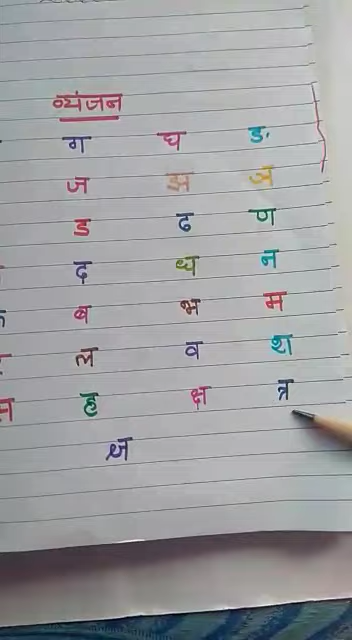 व्यंजन
ग घ ङ
ज झ ञ
ड ढ ण
द ध न
ब भ म
ल व श
ह क्ष त्र
ज्ञ